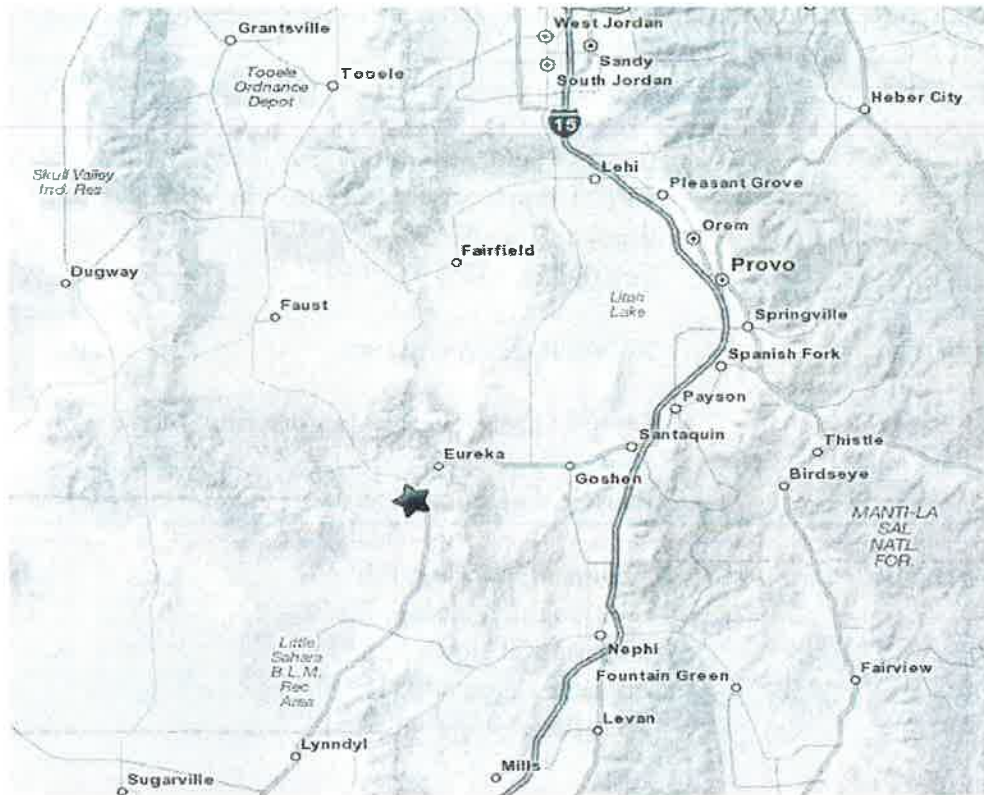 West Jordan
Grantsville
Sandy
Tooele
South Jordan
Tooele
Ordnance
Depot
Heber City
15
Skull Valley
Ind. Res
Lehi
Pleasant Grove
Orem
Fairfield
Provo
Dugway
Utah
Lake
Faust
Springville
Spanish Fork
Payson
Santaquin
Thistle
Eureka
Goshen
Birdseye
MANTI-LA
SAL
NATL
FOR.
Little
Sahara
B.L.M.
Rec
Area
Nephi
Fountain Green
Fairview
Levan
Lynndyl
Mills
Sugarville